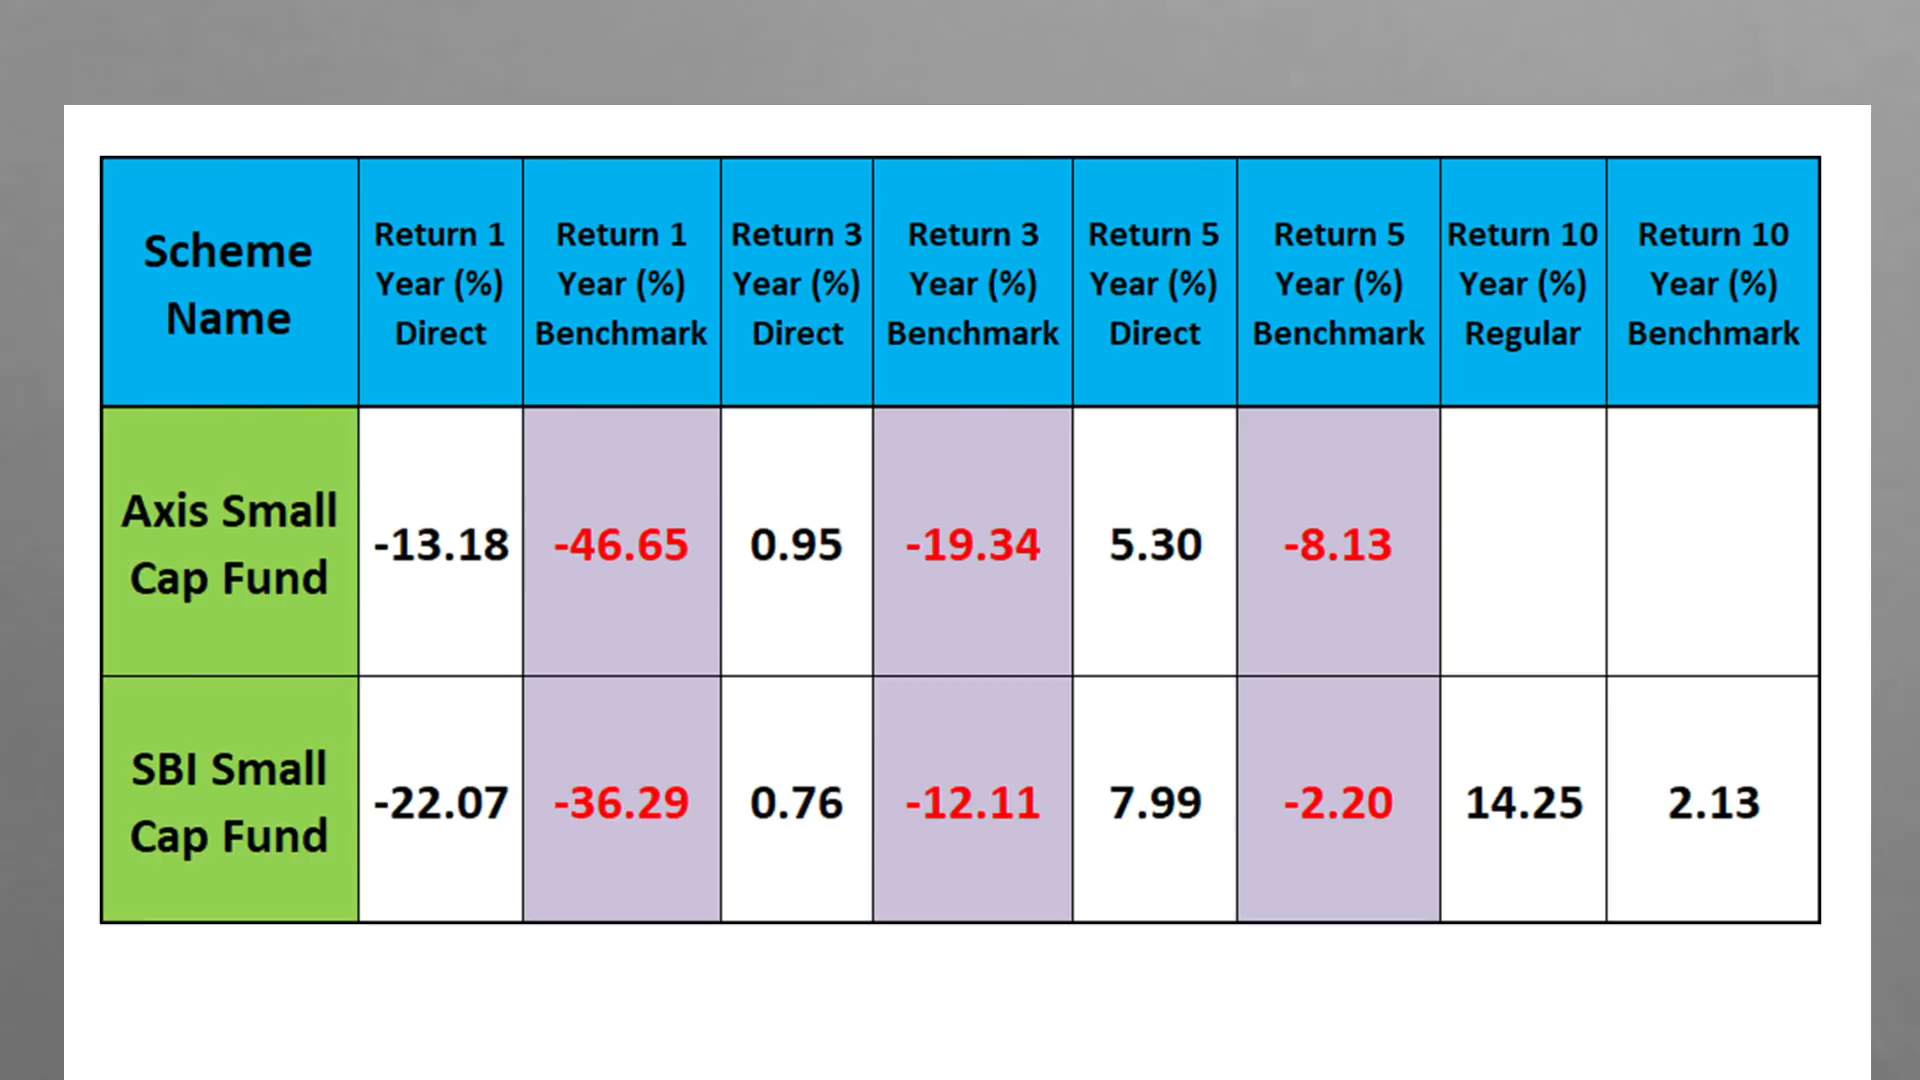 Scheme
Name
Return 1
Year (%)
Direct
Return 1
Year (%)
Benchmark
Return 3
Year (%)
Direct
Return 3
Year (%)
Benchmark
Return 5
Year (%)
Direct
Return 5
Year (%)
Benchmark
Return 10
Year (%)
Regular
Return 10
Year (%)
Benchmark
Axis Small
Cap Fund
-13.18
-46.65
0.95
-19.34
5.30
-8.13
SBI Small
Cap Fund
-22.07
-36.29
0.76
-12.11
7.99
-2.20
14.25
2.13